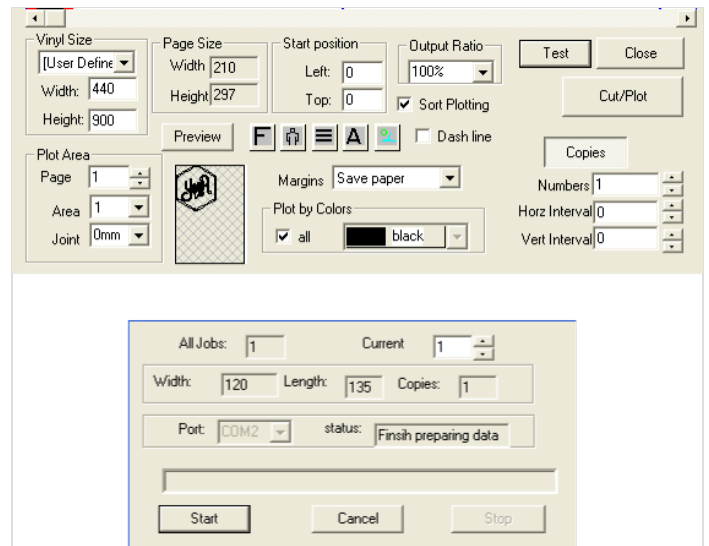 Vinyl Size
[User Define
Width: 440
Height: 900
Page Size
Width 210
Height 297
Start position
Left: 0
Top: 0
Output Ratio
100%
Sort Plotting
Test
Close
Cut/Plot
Preview
F
A
Dash line
Plot Area
Page 1
Area 1
Joint 0mm
Margins Save paper
Plot by Colors
all black
Copies
Numbers 1
Horz Interval 0
Vert Interval 0
All Jobs: 1 Current 1
Width: 120 Length: 135 Copies: 1
Port: COM2 status: Finsih preparing data
Start Cancel Stop